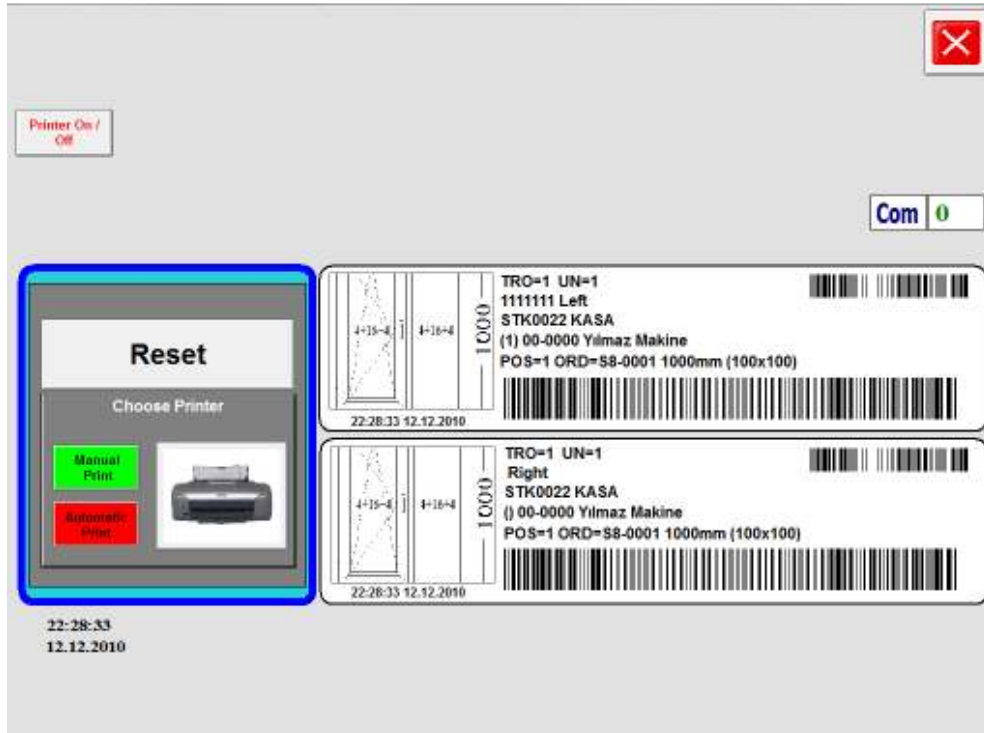 Printer On /
Off
Com 0
Reset
Choose Printer
Manual
Print
Automatic
Print
4+16+4
4+16+4
1000
22:28:33 12.12.2010
TRO=1 UN=1
1111111 Left
STK0022 KASA
(1) 00-0000 Yılmaz Makine
POS=1 ORD=S8-0001 1000mm (100x100)
4+16+4
4+16+4
1000
22:28:33 12.12.2010
TRO=1 UN=1
Right
STK0022 KASA
() 00-0000 Yılmaz Makine
POS=1 ORD=S8-0001 1000mm (100x100)
22:28:33
12.12.2010